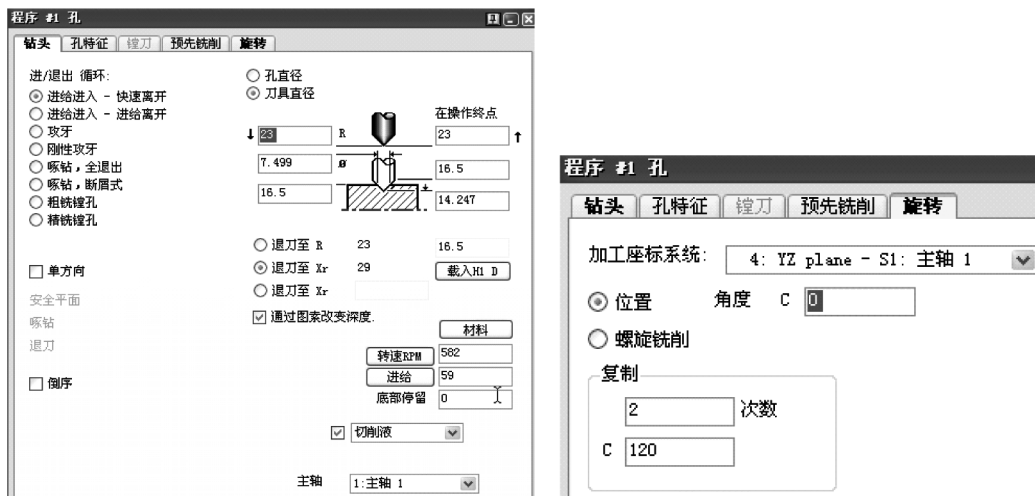 程序 #1 孔
钻头 孔特征 镗刀 预先铣削 旋转
进/退出 循环:
进给进入 - 快速离开
进给进入 - 进给离开
攻牙
刚性攻牙
啄钻,全退出
啄钻,断屑式
粗铣镗孔
精铣镗孔
单方向
安全平面
啄钻
退刀
倒序
孔直径
刀具直径
在操作终点
23 R 23
7.499 Ø 16.5
16.5 14.247
退刀至 R 23 16.5
退刀至 Xr 29 载入H1 D
退刀至 Xr
通过图素改变深度.
材料
转速RPM 582
进给 59
底部停留 0
切削液
主轴 1:主轴 1
程序 #1 孔
钻头 孔特征 镗刀 预先铣削 旋转
加工座标系统: 4: YZ plane - S1: 主轴 1
位置 角度 C 0
螺旋铣削
复制
2 次数
C 120